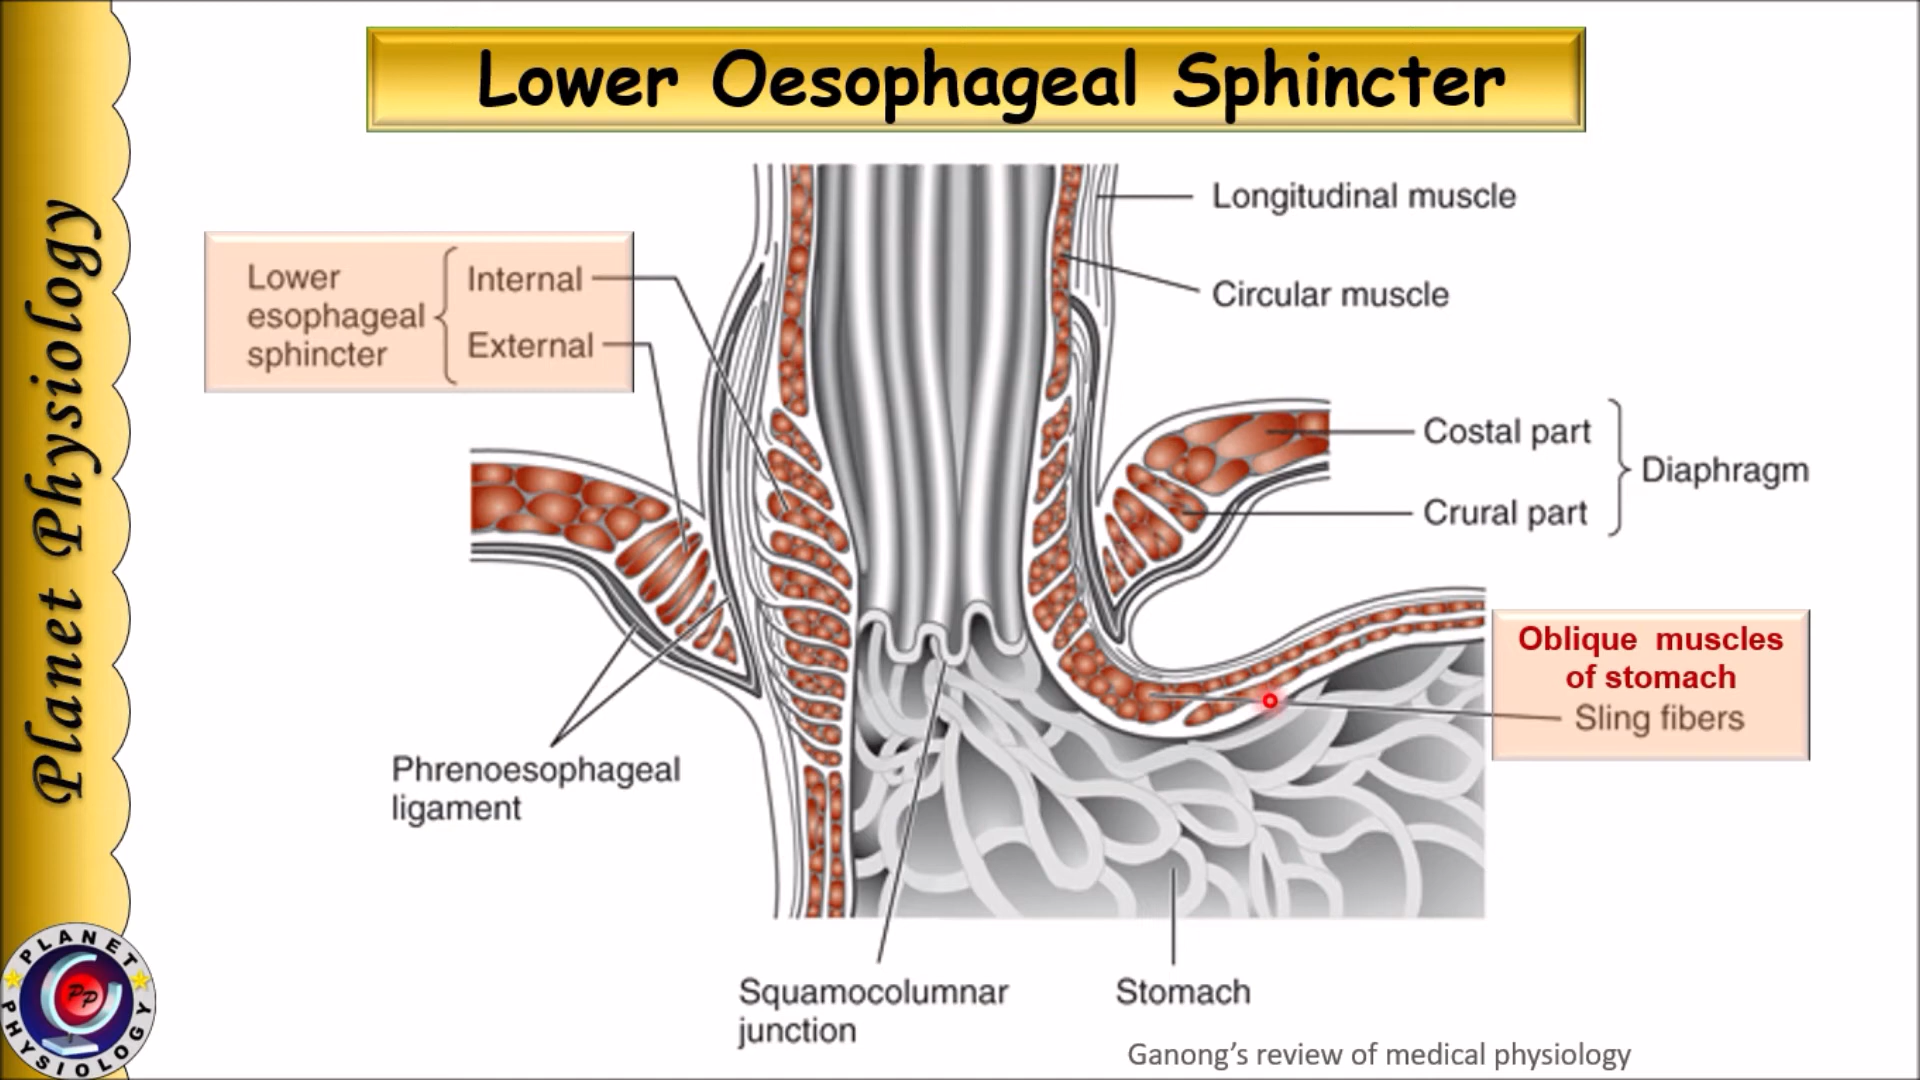 Lower Oesophageal Sphincter
Planet Physiology
Longitudinal muscle
Lower
esophageal
sphincter
Internal
External
Circular muscle
Costal part
Crural part
Diaphragm
Oblique muscles
of stomach
Sling fibers
Phrenoesophageal
ligament
Squamocolumnar
junction
Stomach
Ganong's review of medical physiology
PLANET
PP
PHYSIOLOGY